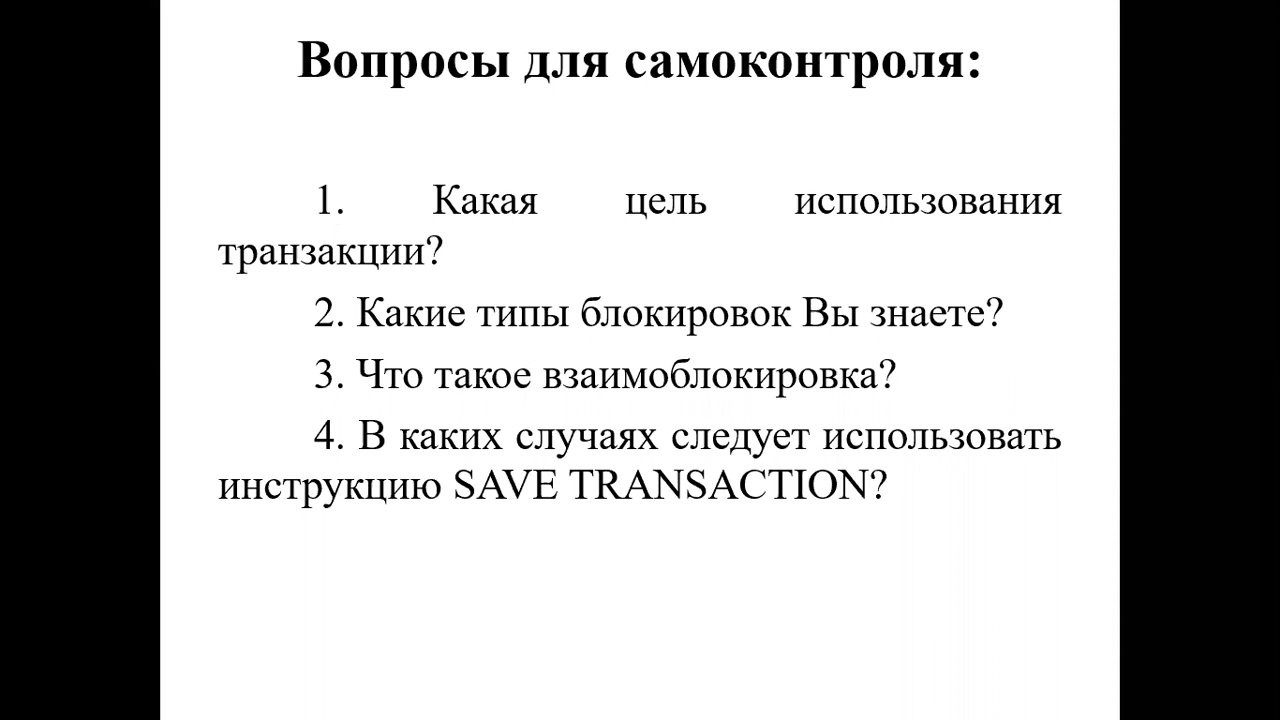 Вопросы для самоконтроля:
1. Какая цель использования
транзакции?
2. Какие типы блокировок Вы знаете?
3. Что такое взаимоблокировка?
4. В каких случаях следует использовать
инструкцию SAVE TRANSACTION?